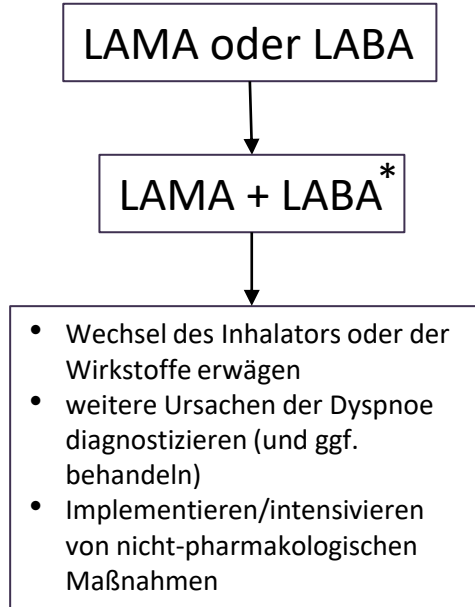 LAMA oder LABA
LAMA + LABA*
• Wechsel des Inhalators oder der
Wirkstoffe erwägen
• weitere Ursachen der Dyspnoe
diagnostizieren (und ggf.
behandeln)
• Implementieren/intensivieren
von nicht-pharmakologischen
Maßnahmen